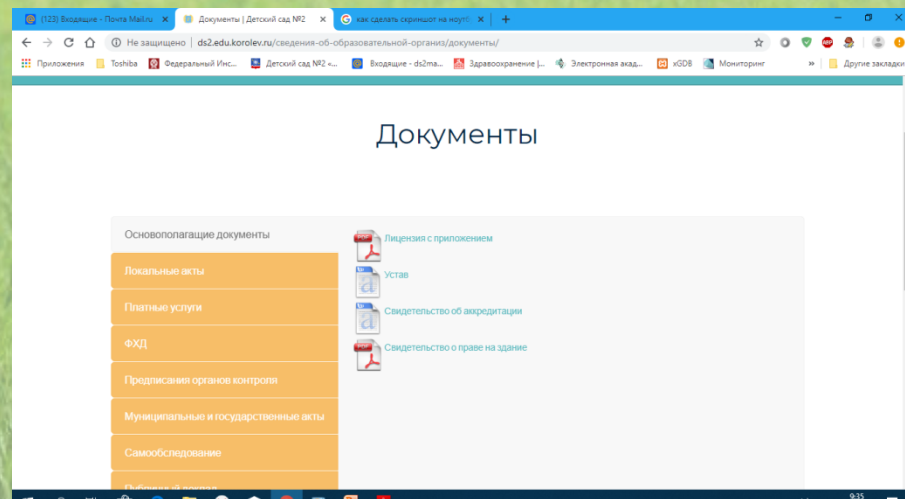 (123) Входящие - Почта Mail.ru
Документы | Детский сад №2
как сделать скриншот на ноутб
Не защищено | ds2.edu.korolev.ru/сведения-об-образовательной-организ/документы/
Приложения Toshiba Федеральный Инс... Детский сад №2 «... Входящие - ds2ma... Здравоохранение |... Электронная акад... xGDB Мониторинг » Другие закладки
Документы
Основополагащие документы
Локальные акты
Платные услуги
ФХД
Предписания органов контроля
Муниципальные и государственные акты
Самообследование
Публичный доклад
Лицензия с приложением
Устав
Свидетельство об аккредитации
Свидетельство о праве на здание
9:35